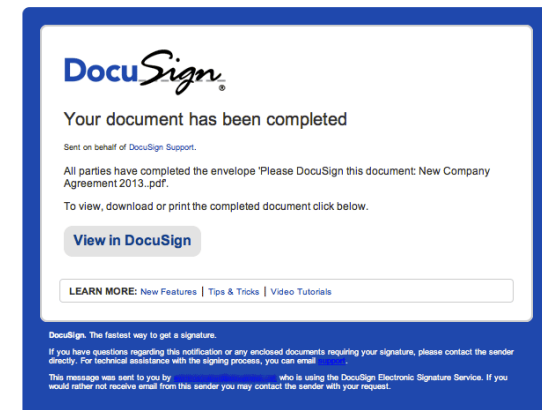 DocuSign®
Your document has been completed
Sent on behalf of DocuSign Support.
All parties have completed the envelope 'Please DocuSign this document: New Company
Agreement 2013..pdf'.
To view, download or print the completed document click below.
View in DocuSign
LEARN MORE: New Features | Tips & Tricks | Video Tutorials
DocuSign. The fastest way to get a signature.
If you have questions regarding this notification or any enclosed documents requiring your signature, please contact the sender
directly. For technical assistance with the signing process, you can email support.
This message was sent to you by who is using the DocuSign Electronic Signature Service. If you
would rather not receive email from this sender you may contact the sender with your request.